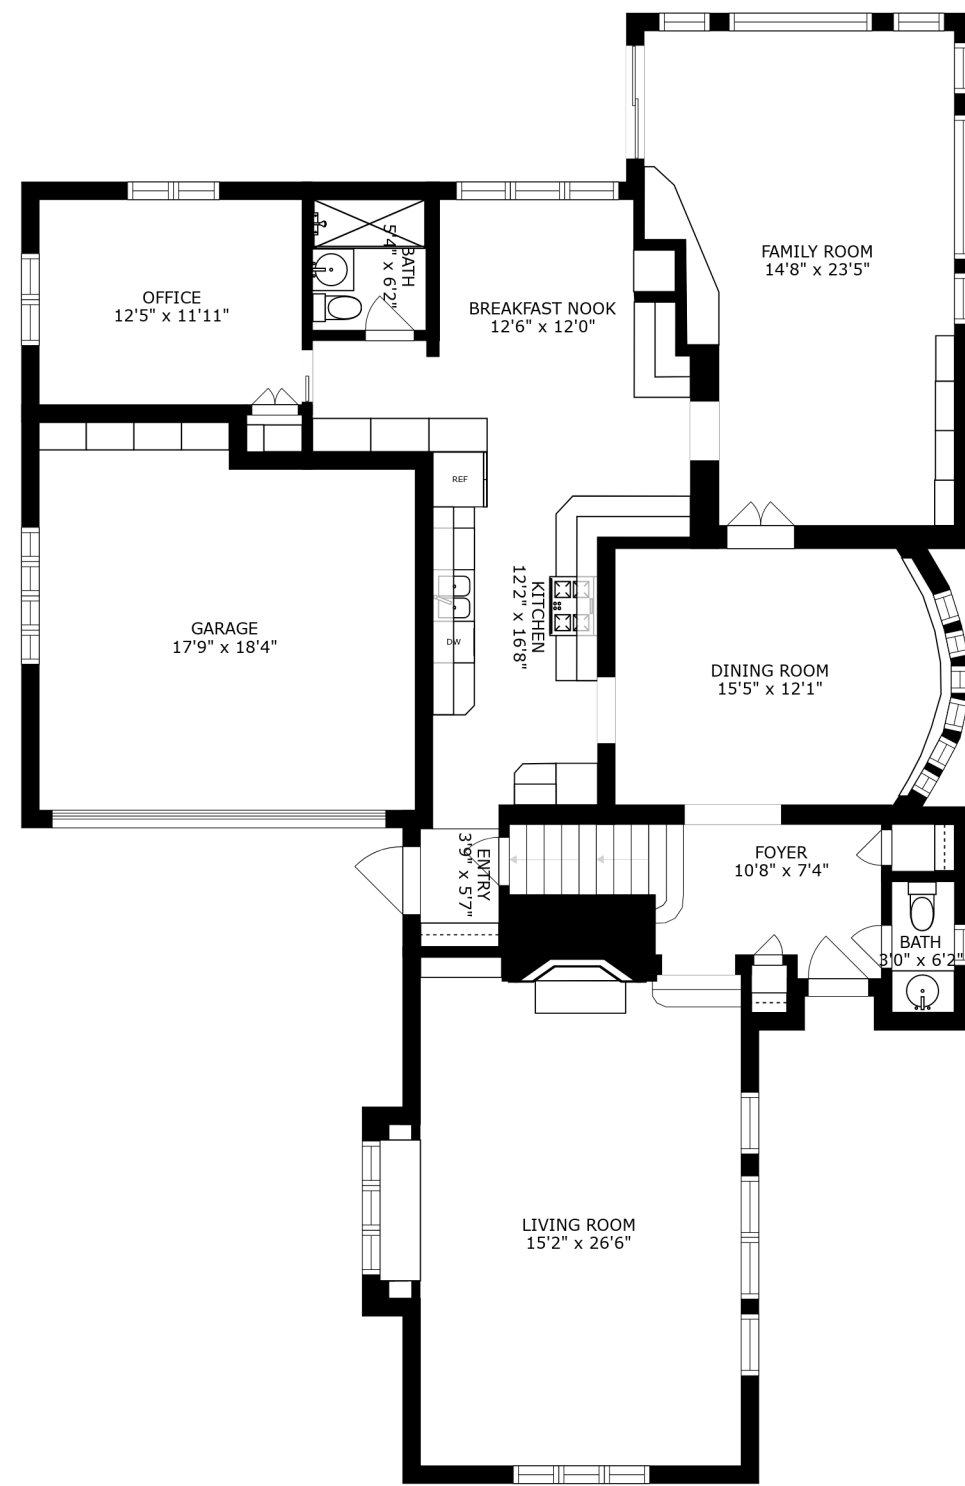 FAMILY ROOM
14'8" x 23'5"
BATH
5'4" x 6'2"
OFFICE
12'5" x 11'11"
BREAKFAST NOOK
12'6" x 12'0"
REF
KITCHEN
12'2" x 16'8"
GARAGE
17'9" x 18'4"
DW
DINING ROOM
15'5" x 12'1"
ENTRY
3'9" x 5'7"
FOYER
10'8" x 7'4"
BATH
3'0" x 6'2"
LIVING ROOM
15'2" x 26'6"